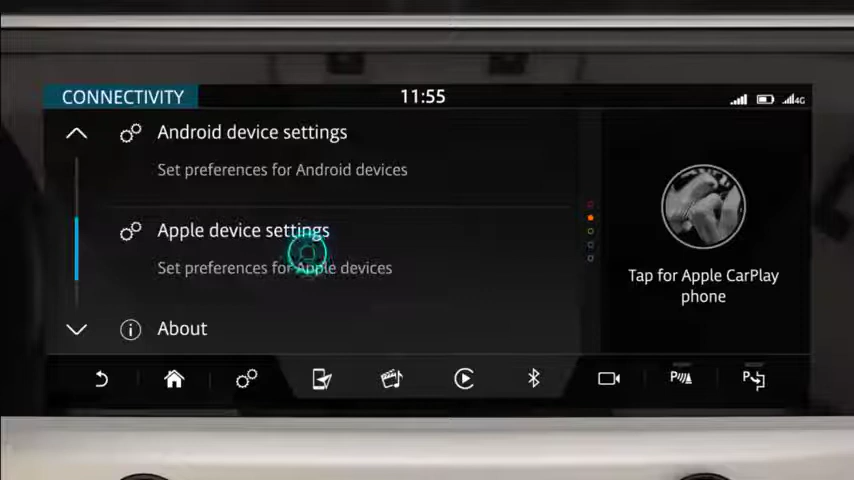 CONNECTIVITY
11:55
4G
Android device settings
Set preferences for Android devices
Apple device settings
Set preferences for Apple devices
About
Tap for Apple CarPlay
phone
P
P